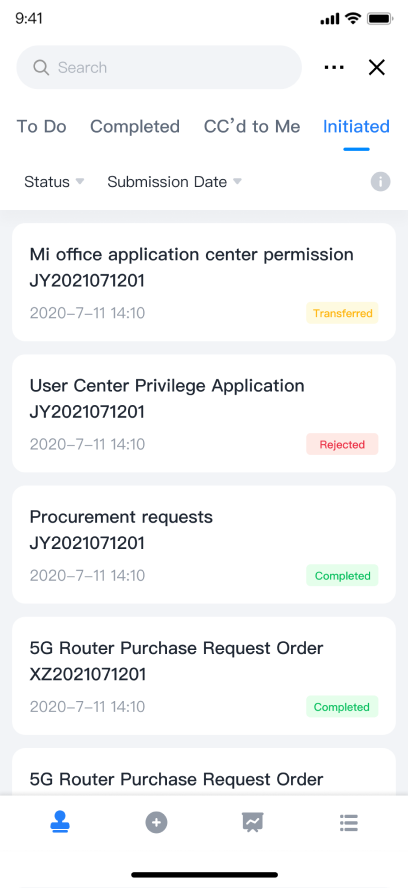 9:41
Search
To Do Completed CC’d to Me Initiated
Status Submission Date
Mi office application center permission
JY2021071201
2020-7-11 14:10 Transferred
User Center Privilege Application
JY2021071201
2020-7-11 14:10 Rejected
Procurement requests
JY2021071201
2020-7-11 14:10 Completed
5G Router Purchase Request Order
XZ2021071201
2020-7-11 14:10 Completed
5G Router Purchase Request Order